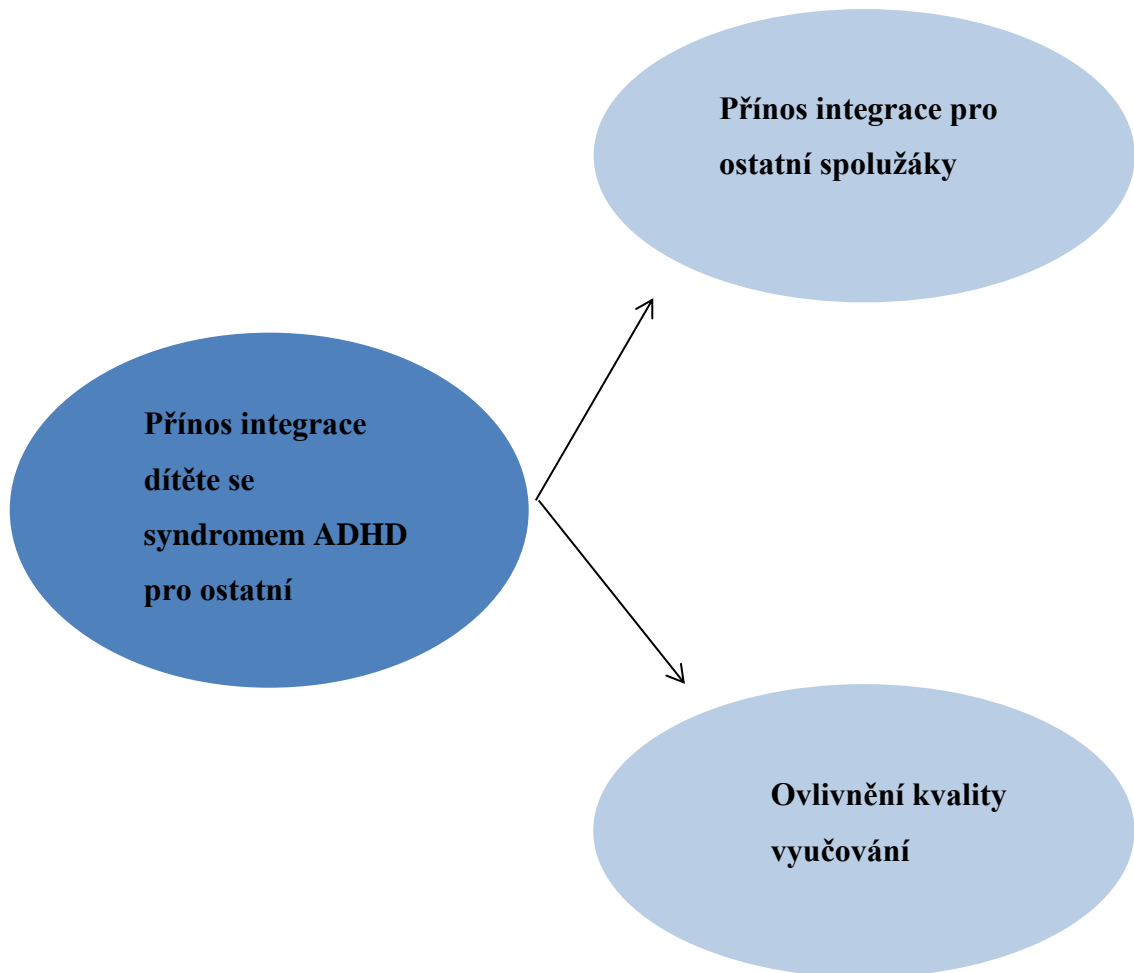 Přínos integrace pro
ostatní spolužáky
Přínos integrace
dítěte se
syndromem ADHD
pro ostatní
Ovlivnění kvality
vyučování